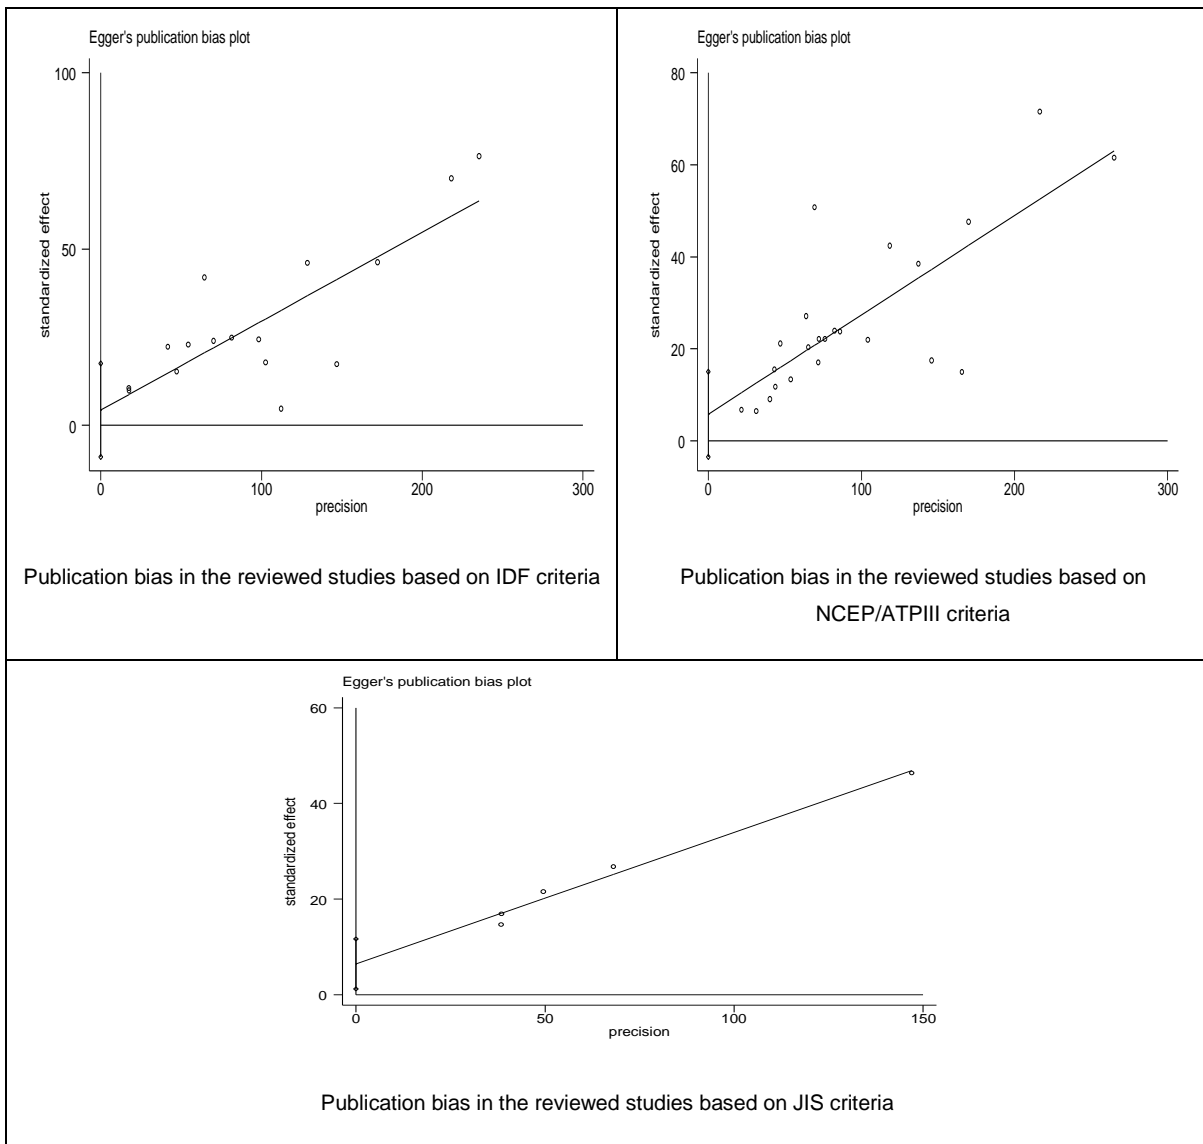 Egger's publication bias plot
100
50
0
standardized effect
0 100 200 300
precision
Publication bias in the reviewed studies based on IDF criteria
Egger's publication bias plot
80
60
40
20
0
standardized effect
0 100 200 300
precision
Publication bias in the reviewed studies based on
NCEP/ATPIII criteria
Egger's publication bias plot
60
40
20
0
standardized effect
0 50 100 150
precision
Publication bias in the reviewed studies based on JIS criteria